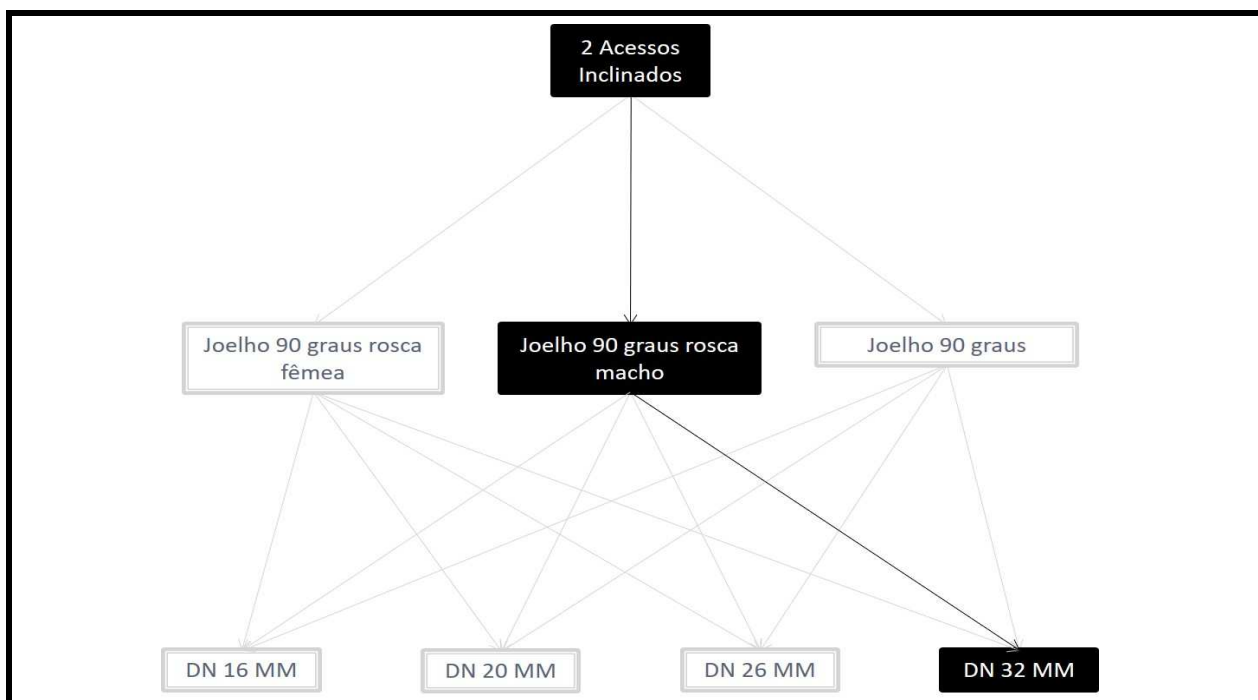 2 Acessos
Inclinados
Joelho 90 graus rosca
fêmea
Joelho 90 graus rosca
macho
Joelho 90 graus
DN 16 MM
DN 20 MM
DN 26 MM
DN 32 MM